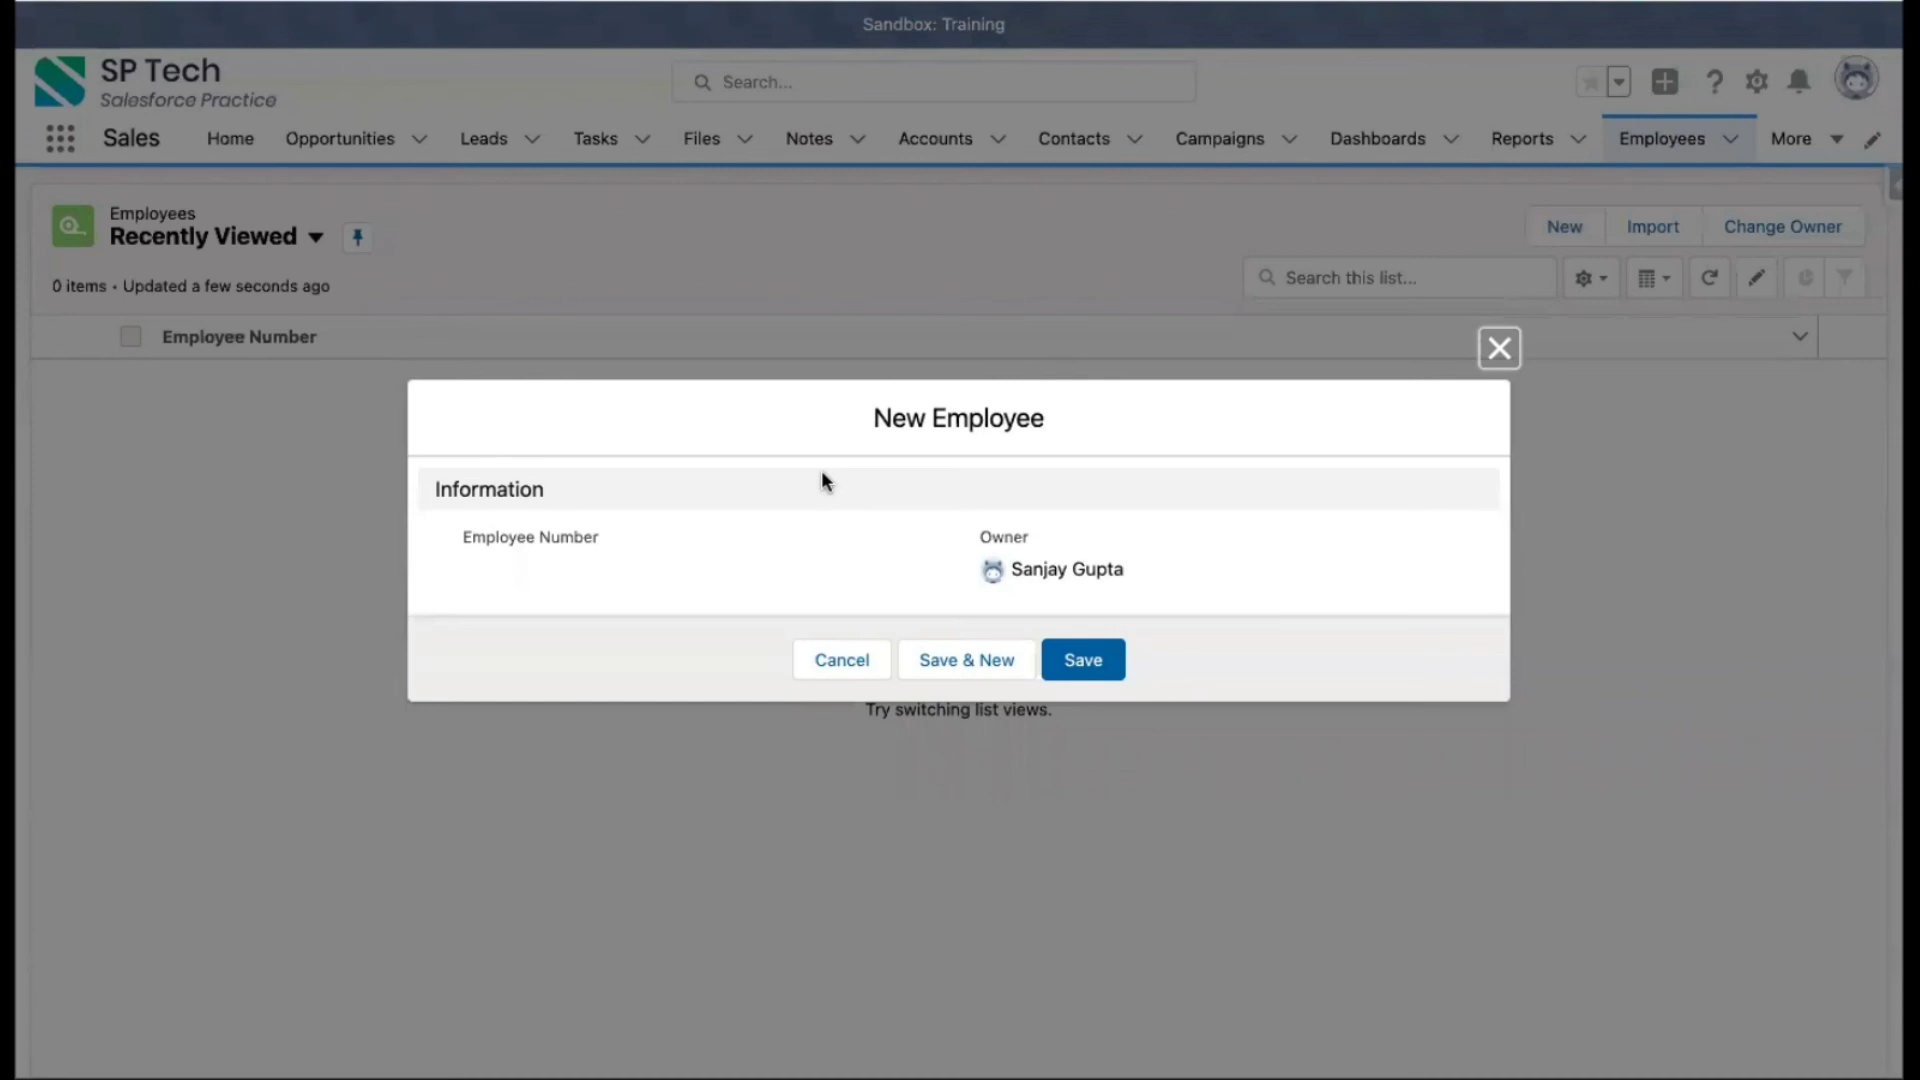 Sandbox: Training
SP Tech
Salesforce Practice
Search...
Sales Home Opportunities Leads Tasks Files Notes Accounts Contacts Campaigns Dashboards Reports Employees More
Employees
Recently Viewed
New Import Change Owner
0 items • Updated a few seconds ago
Search this list...
Employee Number
New Employee
Information
Employee Number Owner
Sanjay Gupta
Cancel Save & New Save
Try switching list views.